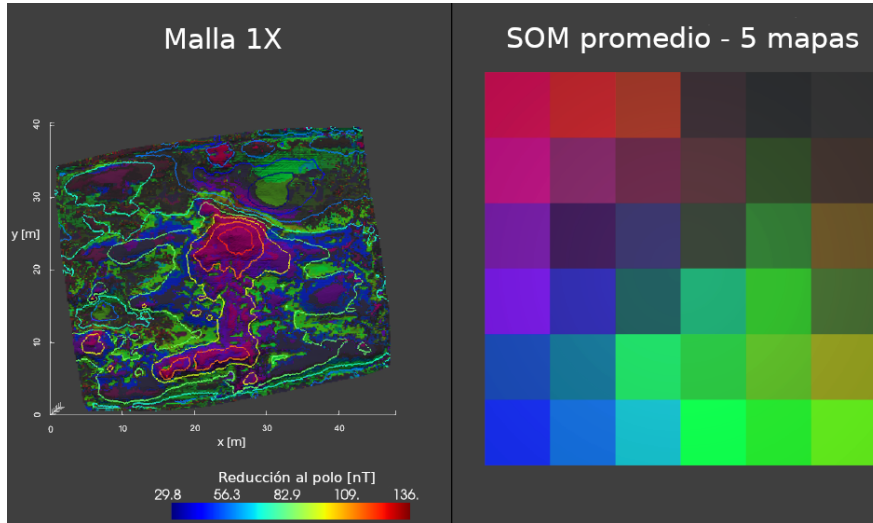 Malla 1X
SOM promedio - 5 mapas
40
30
y [m]
20
10
0
0 10 20 30 40
x [m]
Reducción al polo [nT]
29.8 56.3 82.9 109. 136.